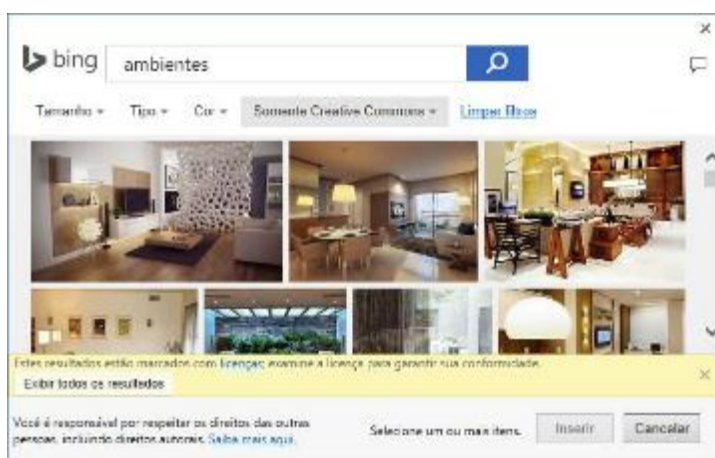 bing
ambientes
Tamanho Tipo Cor Somente Creative Commons Limpar filtros
Estes resultados estão marcados com licenças; examine a licença para garantir sua conformidade.
Exibir todos os resultados
Você é responsável por respeitar os direitos das outras
pessoas, incluindo direitos autorais. Saiba mais aqui.
Selecione um ou mais itens.
Inserir
Cancelar